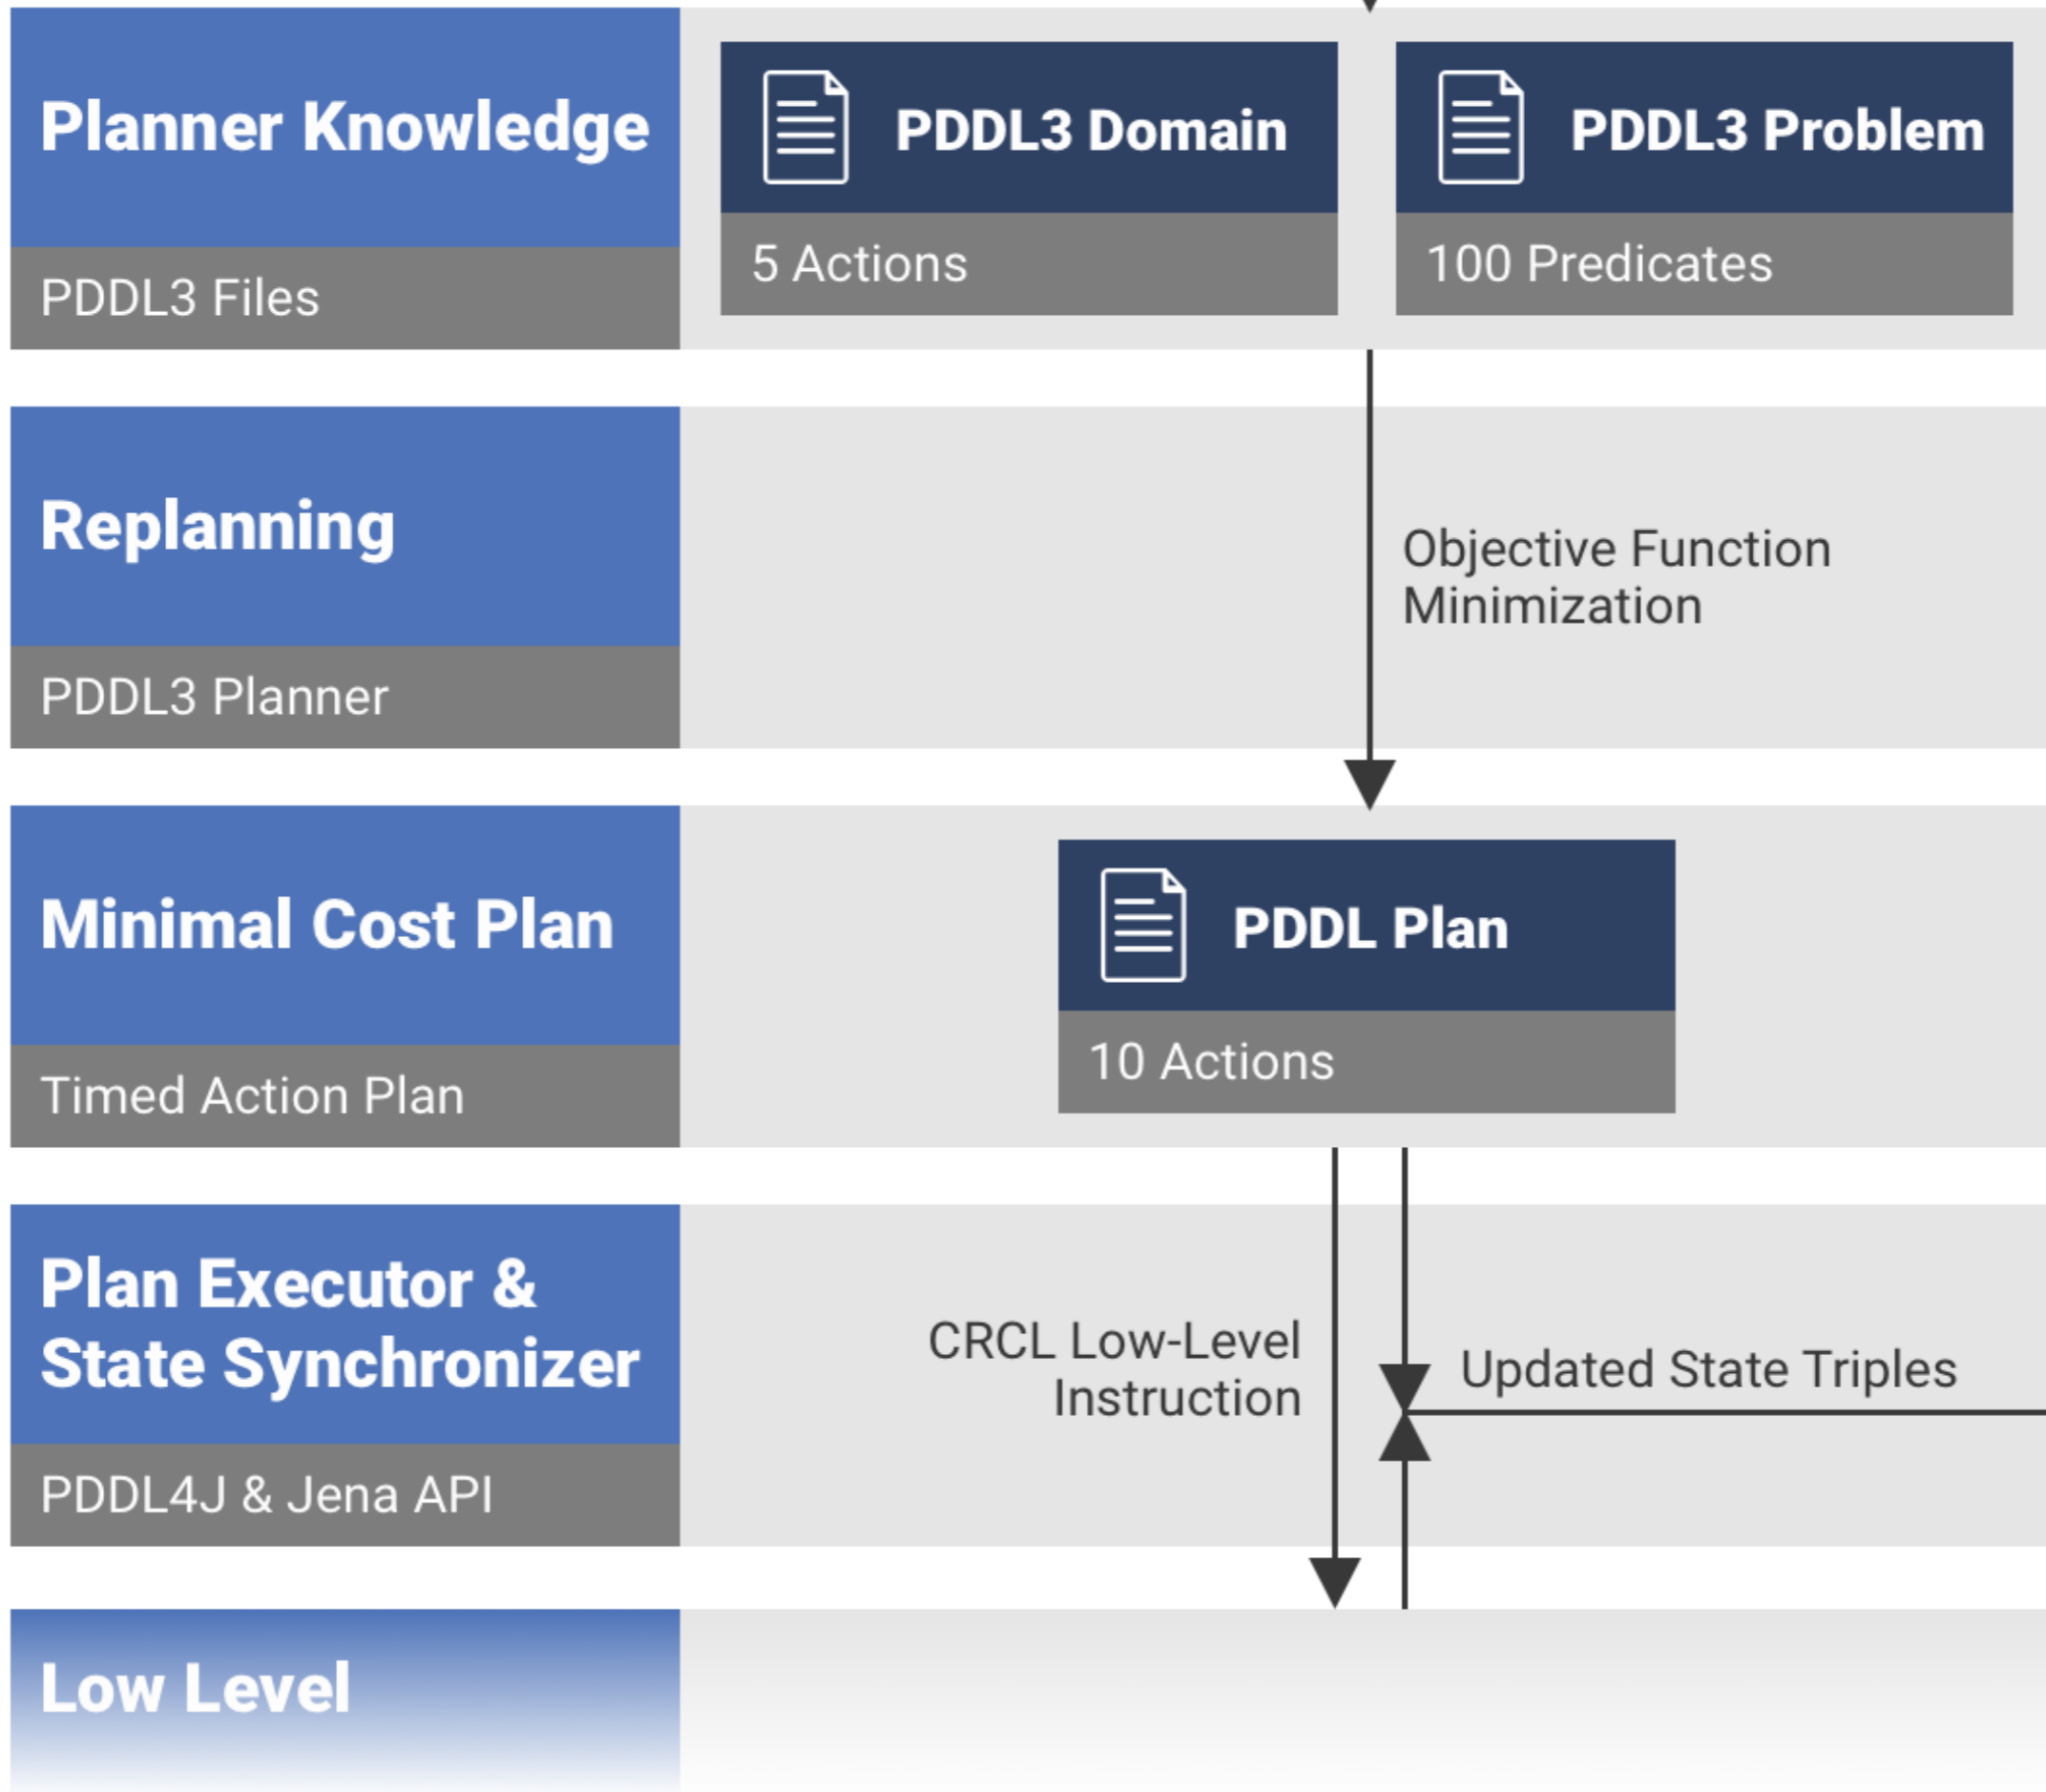 Planner Knowledge
PDDL3 Files
PDDL3 Domain
5 Actions
PDDL3 Problem
100 Predicates
Replanning
PDDL3 Planner
Objective Function
Minimization
Minimal Cost Plan
Timed Action Plan
PDDL Plan
10 Actions
Plan Executor &
State Synchronizer
PDDL4J & Jena API
CRCL Low-Level
Instruction
Updated State Triples
Low Level